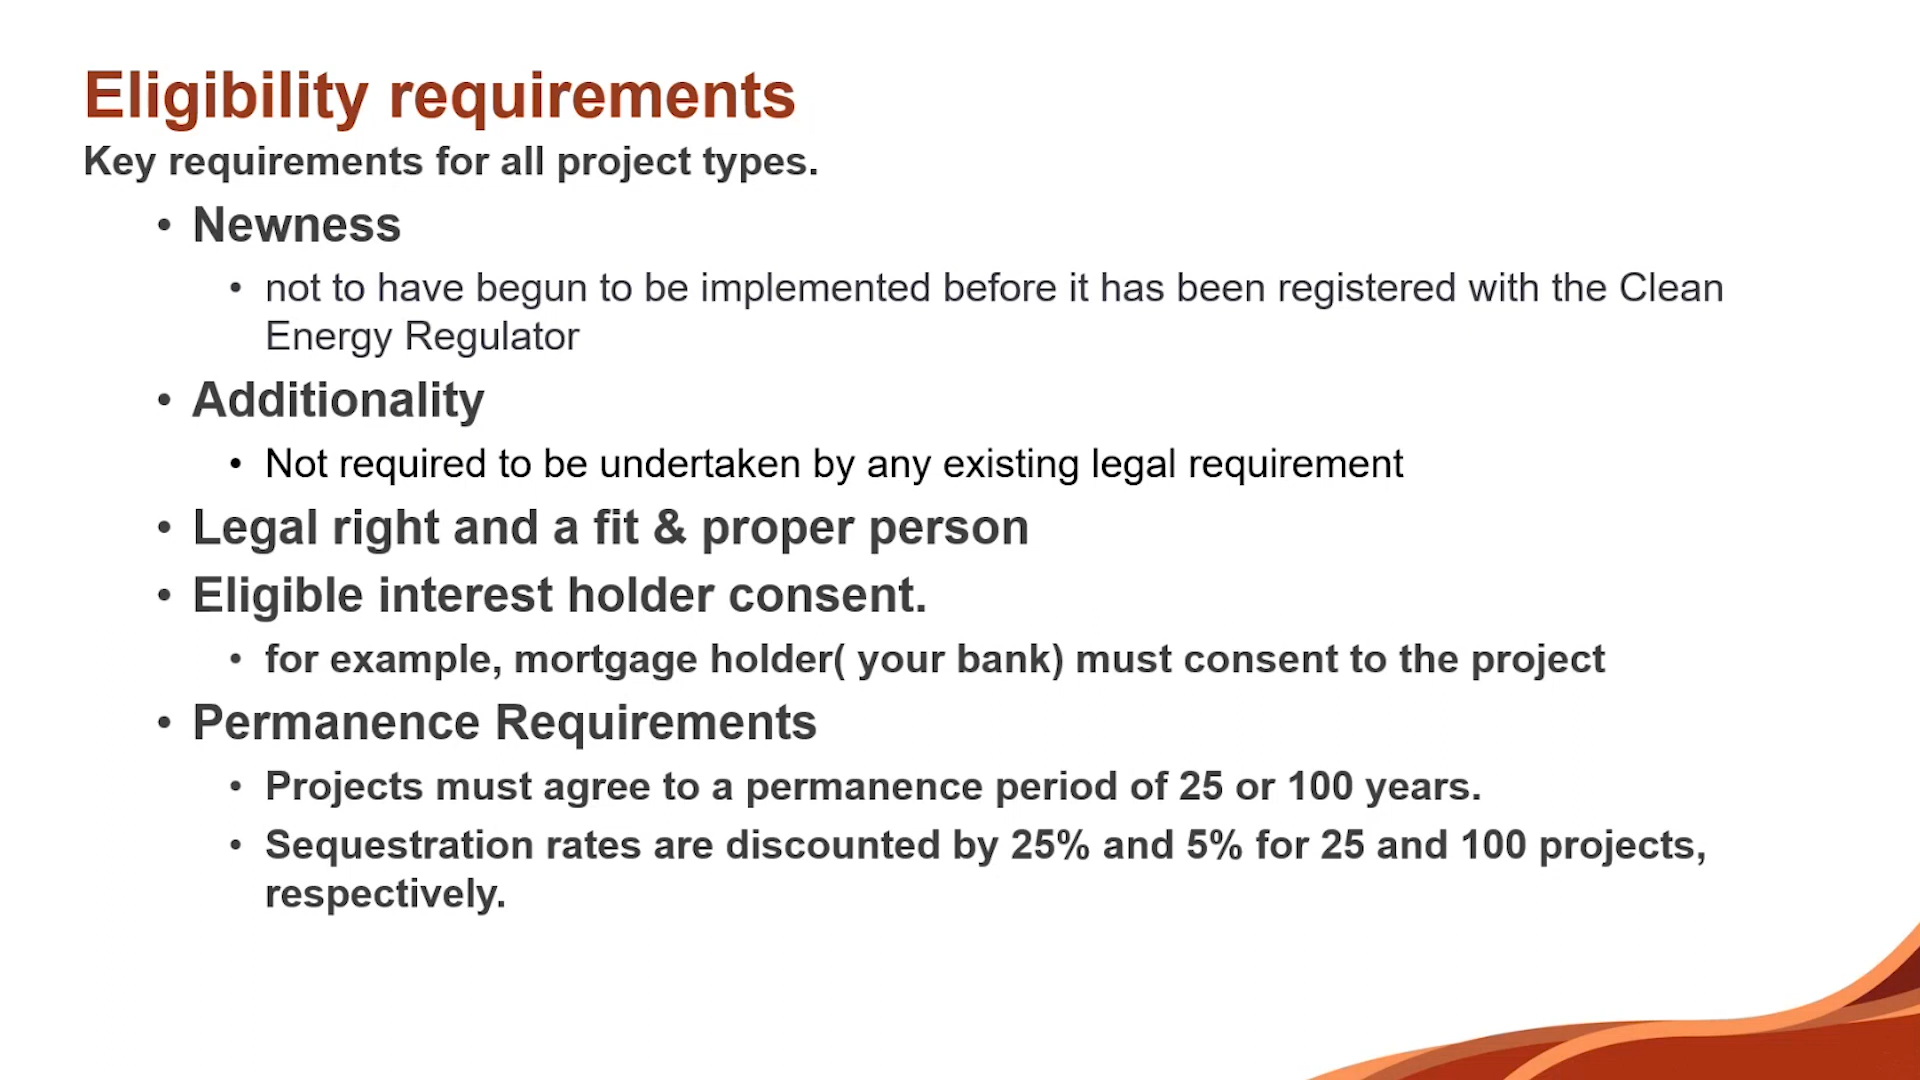 Eligibility requirements
Key requirements for all project types.
• Newness
• not to have begun to be implemented before it has been registered with the Clean
Energy Regulator
• Additionality
• Not required to be undertaken by any existing legal requirement
• Legal right and a fit & proper person
• Eligible interest holder consent.
• for example, mortgage holder( your bank) must consent to the project
• Permanence Requirements
• Projects must agree to a permanence period of 25 or 100 years.
• Sequestration rates are discounted by 25% and 5% for 25 and 100 projects,
respectively.